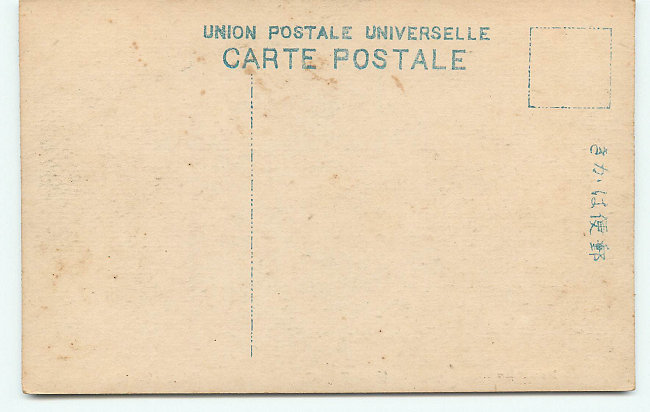 UNION POSTALE UNIVERSELLE
CARTE POSTALE
郵便はかき